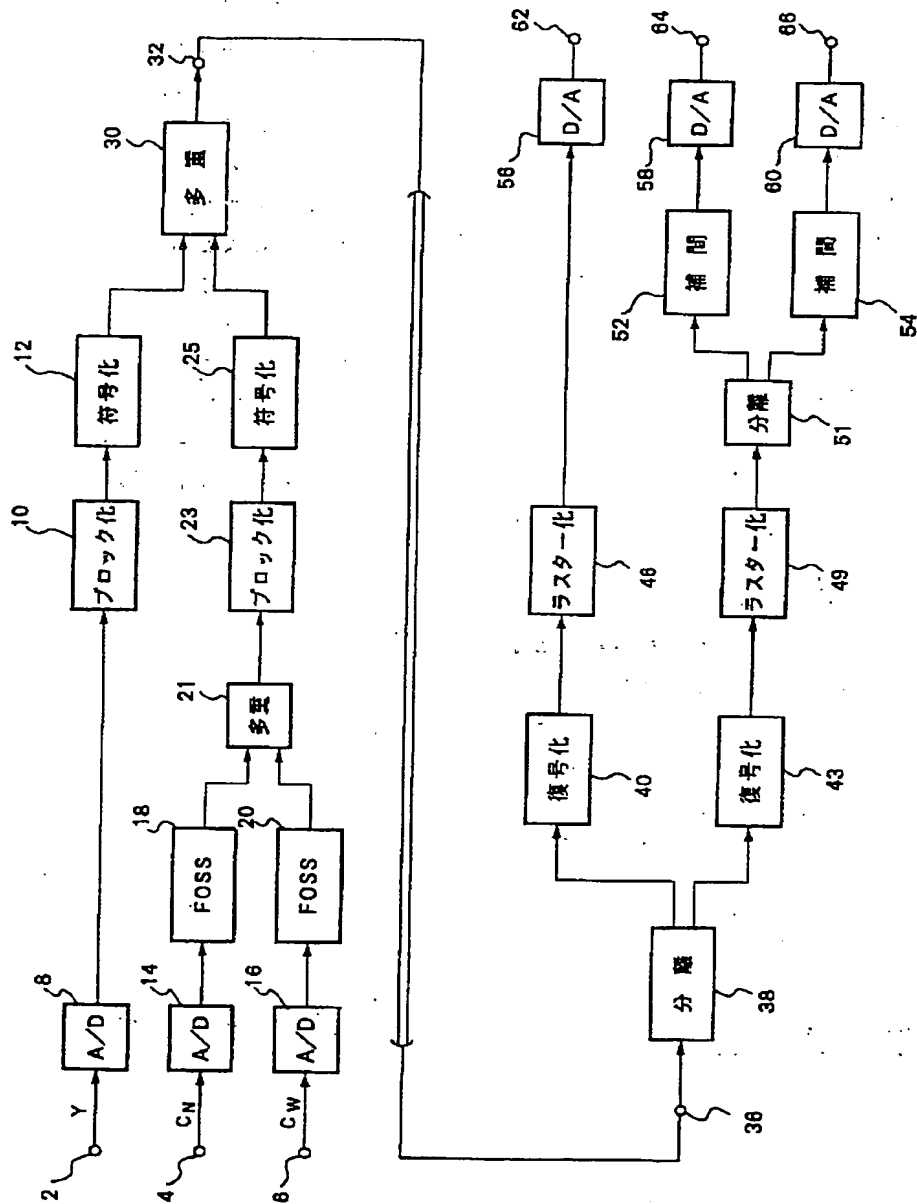 2
Y
8
A/D
10
ブロック化
12
符号化
30
多重
32
4
CN
14
A/D
18
FOSS
21
多重
23
ブロック化
25
符号化
6
CW
16
A/D
20
FOSS
36
分離
38
復号化
40
ラスター化
46
56
D/A
62
復号化
43
ラスター化
49
分離
51
52
補間
58
D/A
64
補間
54
60
D/A
66